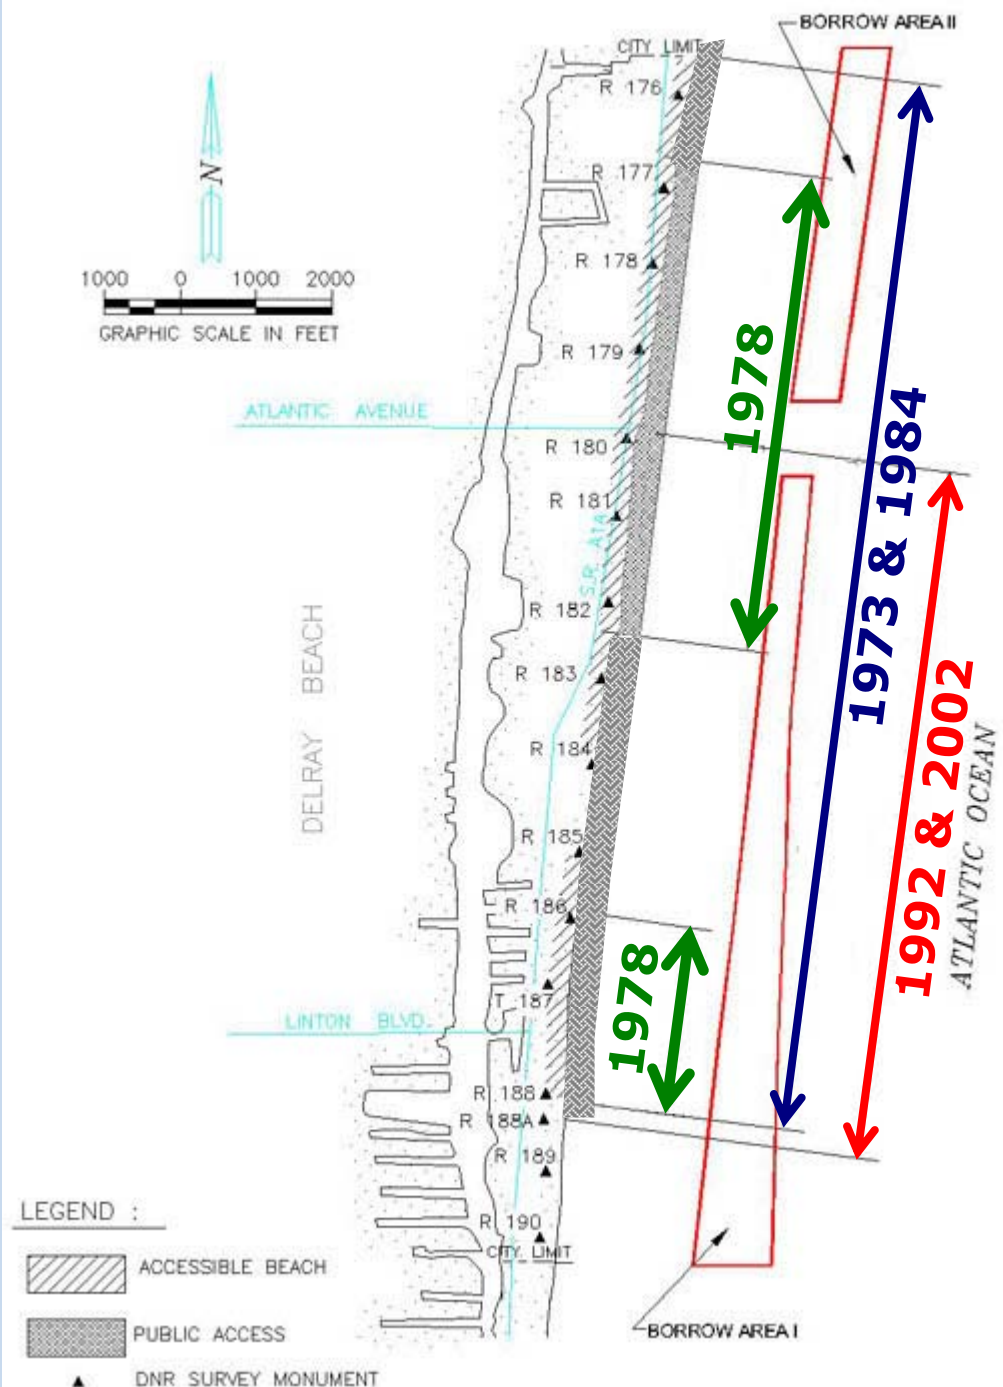 BORROW AREA II
CITY LIMIT
R 176
R 177
N
R 178
1000 0 1000 2000
GRAPHIC SCALE IN FEET
R 179
1978
ATLANTIC AVENUE
R 180
1973 & 1984
R 181
S.R. A1A
R 182
DELRAY BEACH
R 183
1992 & 2002
ATLANTIC OCEAN
R 184
R 185
R 186
1978
T 187
LINTON BLVD.
R 188
R 188A
R 189
LEGEND :
R 190
CITY LIMIT
ACCESSIBLE BEACH
PUBLIC ACCESS
BORROW AREA I
DNR SURVEY MONUMENT